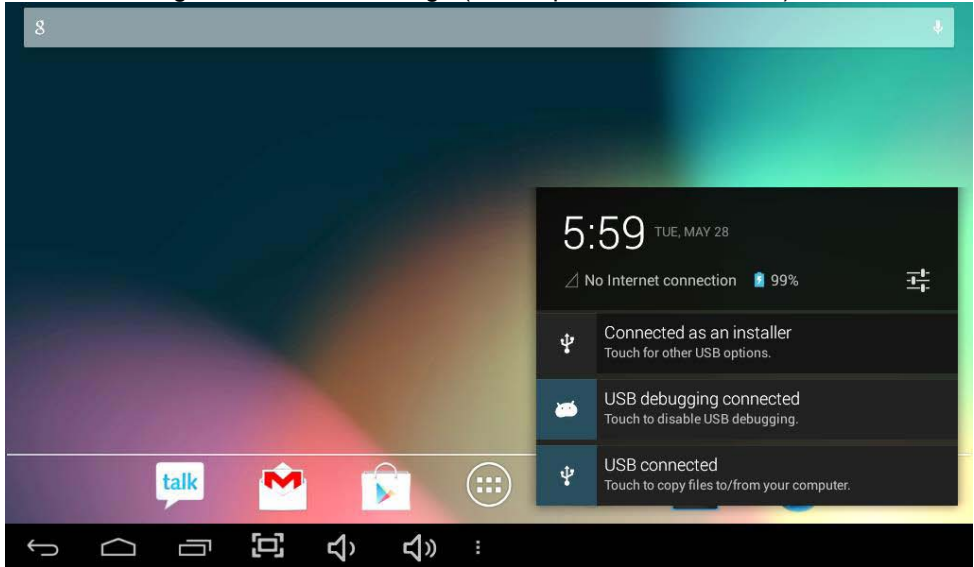 8
5:59 TUE, MAY 28
No Internet connection 99%
Connected as an installer
Touch for other USB options.
USB debugging connected
Touch to disable USB debugging.
USB connected
Touch to copy files to/from your computer.
talk